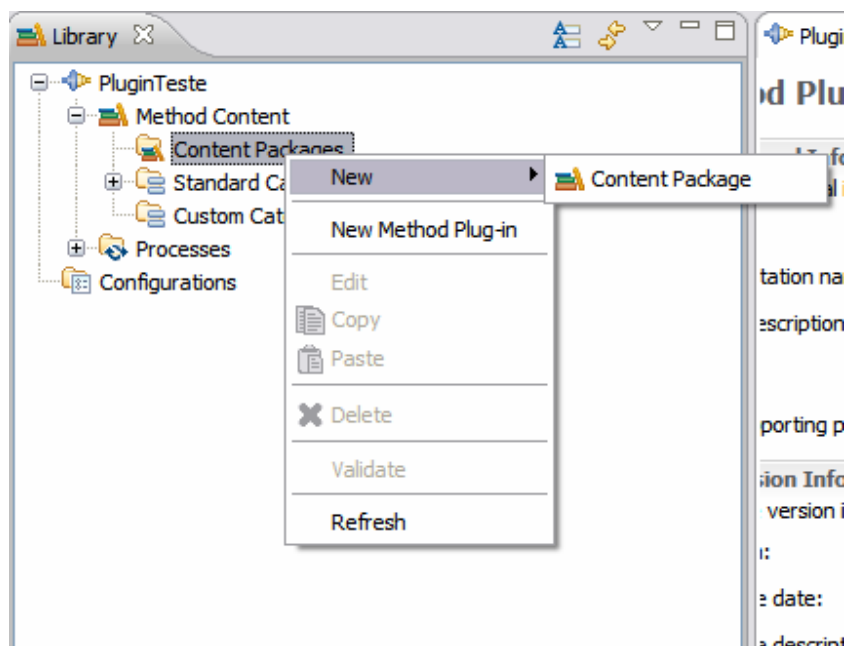 Library
PluginTeste
Method Content
Content Packages
Standard Ca
Custom Cat
Processes
Configurations
New
New Method Plug-in
Edit
Copy
Paste
Delete
Validate
Refresh
Content Package
Plugi
d Plu
tation na
escription
porting p
sion Info
version i
e date:
e descript